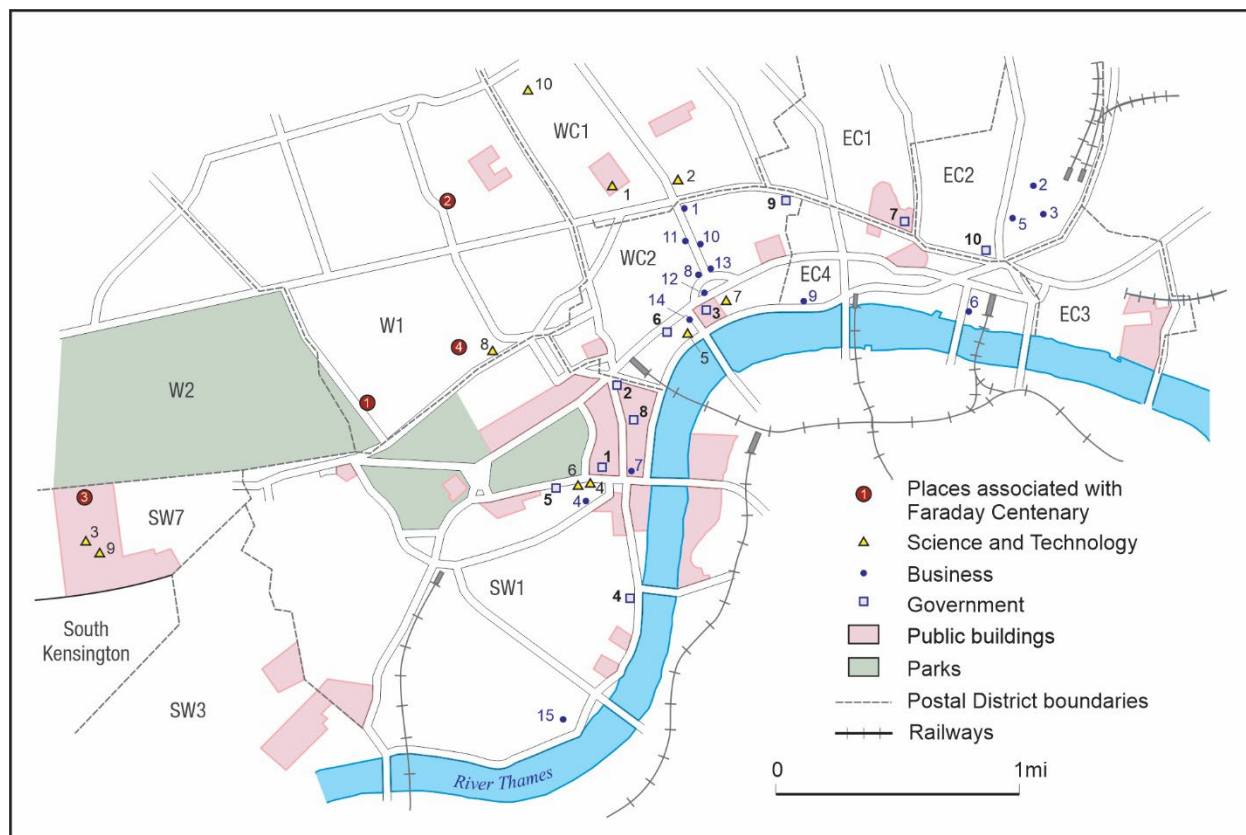 10
WC1
EC1
2
EC2
2
1
2
9
7
3
5
1
11
10
10
WC2
8
13
EC4
12
7
9
14
3
6
6
EC3
5
W1
4
8
W2
2
1
8
1
7
6
4
5
4
3
SW7
3
9
SW1
4
South
Kensington
SW3
15
River Thames
1
Places associated with
Faraday Centenary
Science and Technology
Business
Government
Public buildings
Parks
Postal District boundaries
Railways
0
1mi